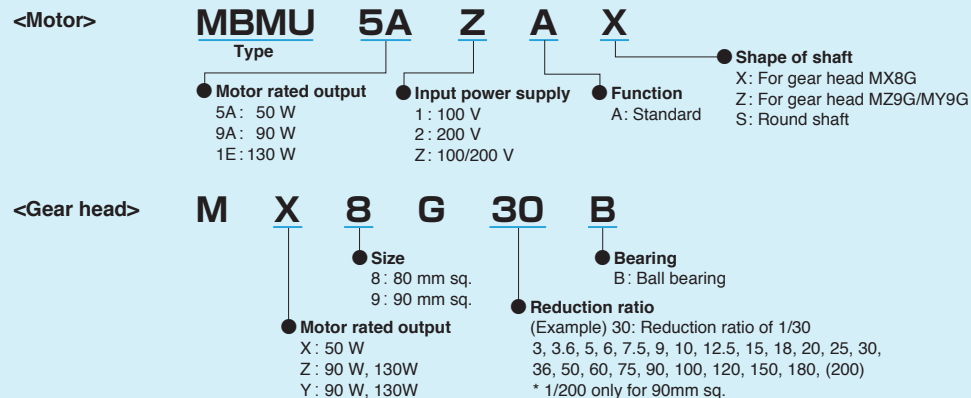 <Motor> MBMU 5A Z A X
Type
● Shape of shaft
X: For gear head MX8G
Z: For gear head MZ9G/MY9G
S: Round shaft
● Motor rated output
5A: 50 W
9A: 90 W
1E: 130 W
● Input power supply
1: 100 V
2: 200 V
Z: 100/200 V
● Function
A: Standard
<Gear head> M X 8 G 30 B
● Size
8: 80 mm sq.
9: 90 mm sq.
● Bearing
B: Ball bearing
● Motor rated output
X: 50 W
Z: 90 W, 130W
Y: 90 W, 130W
● Reduction ratio
(Example) 30: Reduction ratio of 1/30
3, 3.6, 5, 6, 7.5, 9, 10, 12.5, 15, 18, 20, 25, 30,
36, 50, 60, 75, 90, 100, 120, 150, 180, (200)
* 1/200 only for 90mm sq.